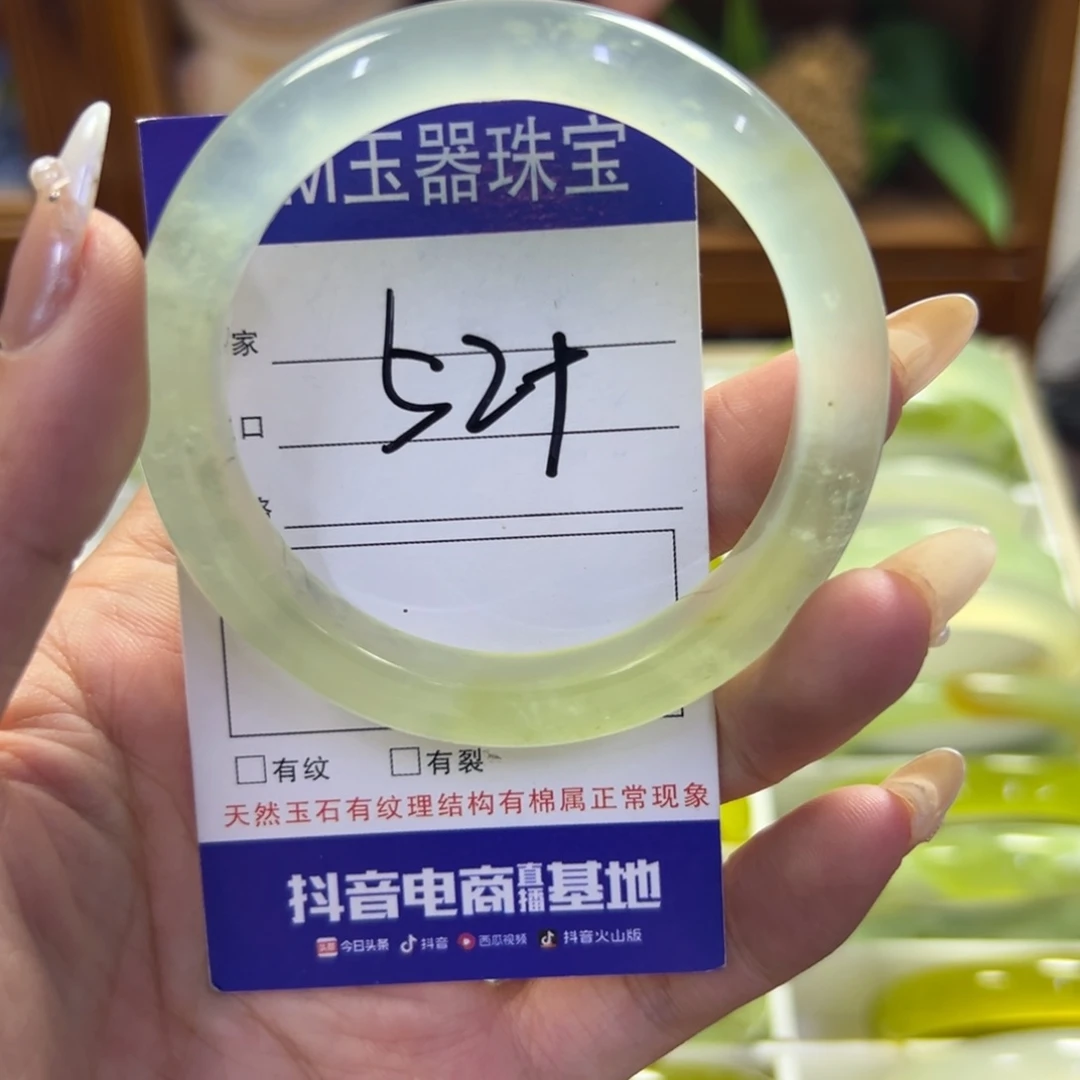 M玉器珠宝
家
口
524
有纹 有裂
天然玉石有纹理结构有棉属正常现象
抖音电商直播基地
头条 今日头条 抖音 西瓜视频 抖音火山版